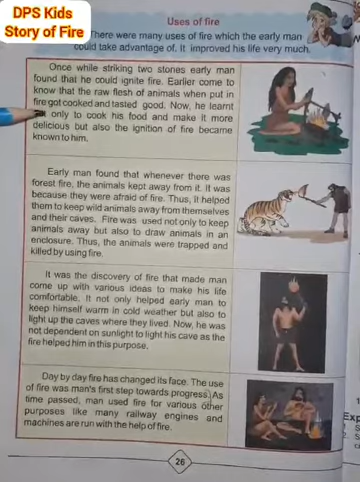 DPS Kids
Story of Fire
Uses of fire
There were many uses of fire which the early man
could take advantage of. It improved his life very much.
Once while striking two stones early man
found that he could ignite fire. Earlier come to
know that the raw flesh of animals when put in
fire got cooked and tasted good. Now, he learnt
only to cook his food and make it more
delicious but also the ignition of fire became
known to him.
Early man found that whenever there was
forest fire, the animals kept away from it. It was
because they were afraid of fire. Thus, it helped
them to keep wild animals away from themselves
and their caves. Fire was used not only to keep
animals away but also to draw animals in an
enclosure. Thus, the animals were trapped and
killed by using fire.
It was the discovery of fire that made man
come up with various ideas to make his life
comfortable. It not only helped early man to
keep himself warm in cold weather but also to
light up the caves where they lived. Now, he was
not dependent on sunlight to light his cave as the
fire helped him in this purpose.
Day by day fire has changed its face. The use
of fire was man's first step towards progress. As
time passed, man used fire for various other
purposes like many railway engines and
machines are run with the help of fire.
26
Exp